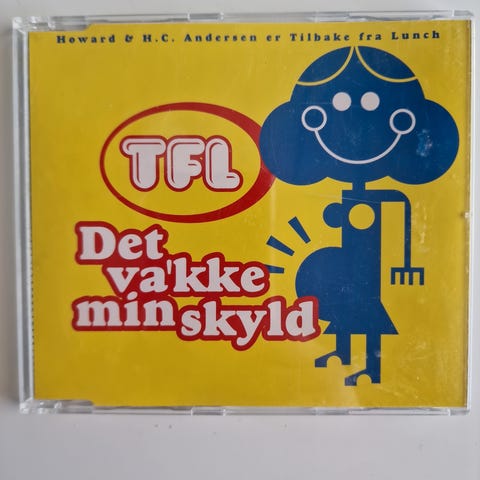 Howard & H.C. Andersen er Tilbake fra Lunch
TFL
Det
va'kke
min skyld